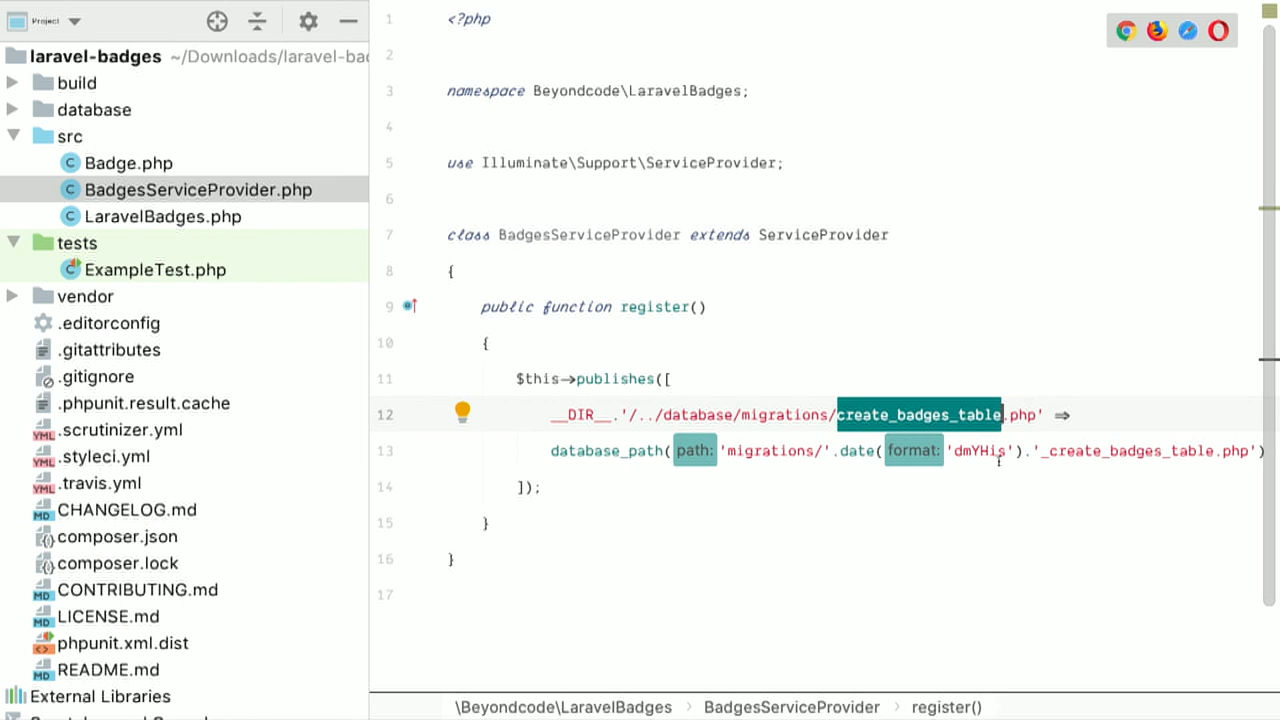 Project
laravel-badges ~/Downloads/laravel-bad
build
database
src
Badge.php
BadgesServiceProvider.php
LaravelBadges.php
tests
ExampleTest.php
vendor
.editorconfig
.gitattributes
.gitignore
.phpunit.result.cache
.scrutinizer.yml
.styleci.yml
.travis.yml
CHANGELOG.md
composer.json
composer.lock
CONTRIBUTING.md
LICENSE.md
phpunit.xml.dist
README.md
External Libraries
1 <?php
2
3 namespace Beyondcode\LaravelBadges;
4
5 use Illuminate\Support\ServiceProvider;
6
7 class BadgesServiceProvider extends ServiceProvider
8 {
9 public function register()
10 {
11 $this→publishes([
12 __DIR__.'/../database/migrations/create_badges_table.php' ⇒
13 database_path( path: 'migrations/'.date( format: 'dmYHis').'_create_badges_table.php')
14 ]);
15 }
16 }
17
\Beyondcode\LaravelBadges › BadgesServiceProvider › register()